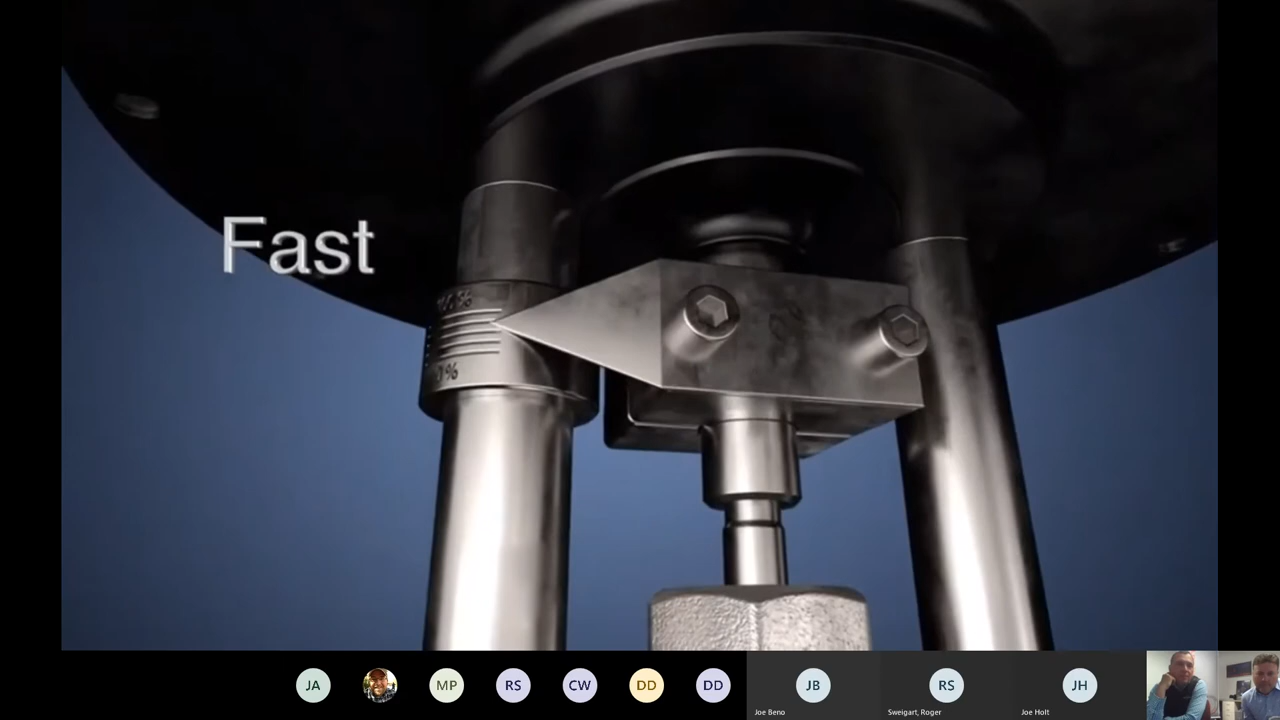 Fast
JA
MP
RS
CW
DD
DD
JB
RS
JH
Joe Beno
Sweigart, Roger
Joe Holt